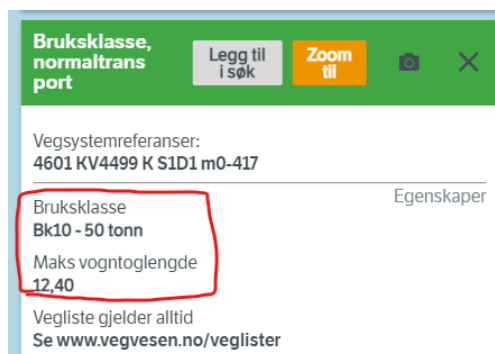 Bruksklasse,
normaltrans
port
Legg til
i søk
Zoom
til
Vegsystemreferanser:
4601 KV4499 K S1D1 m0-417
Egenskaper
Bruksklasse
Bk10 - 50 tonn
Maks vogntoglengde
12,40
Vegliste gjelder alltid
Se www.vegvesen.no/veglister